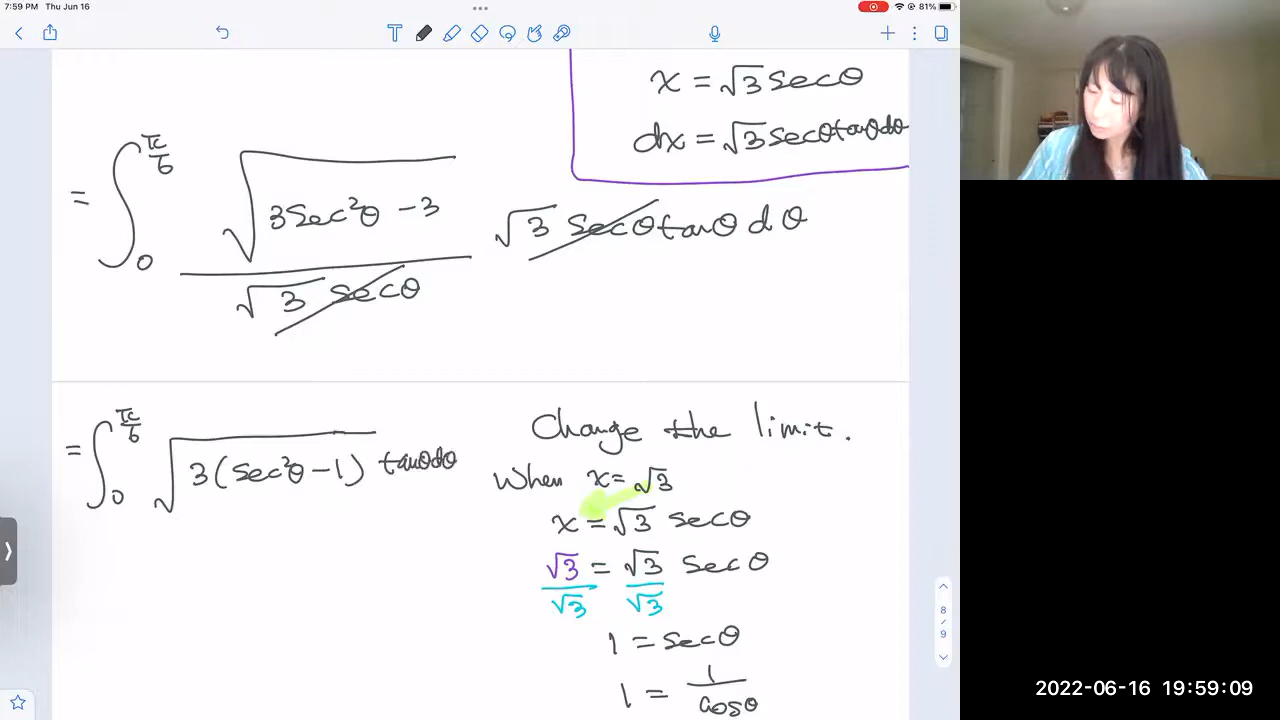 7:59 PM Thu Jun 16
81%
x = √3 secθ
dx = √3 secθtanθdθ
= ∫₀^(π/6) √(3sec²θ - 3) / (√3 secθ) √3 secθ tanθ dθ
= ∫₀^(π/6) √(3(sec²θ - 1)) tanθdθ
Change the limit.
When x = √3
x = √3 secθ
√3 = √3 secθ
√3 √3
1 = secθ
1 = 1/cosθ
8/9
2022-06-16 19:59:09